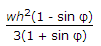 wh²(1 - sin φ)
3(1 + sin φ)